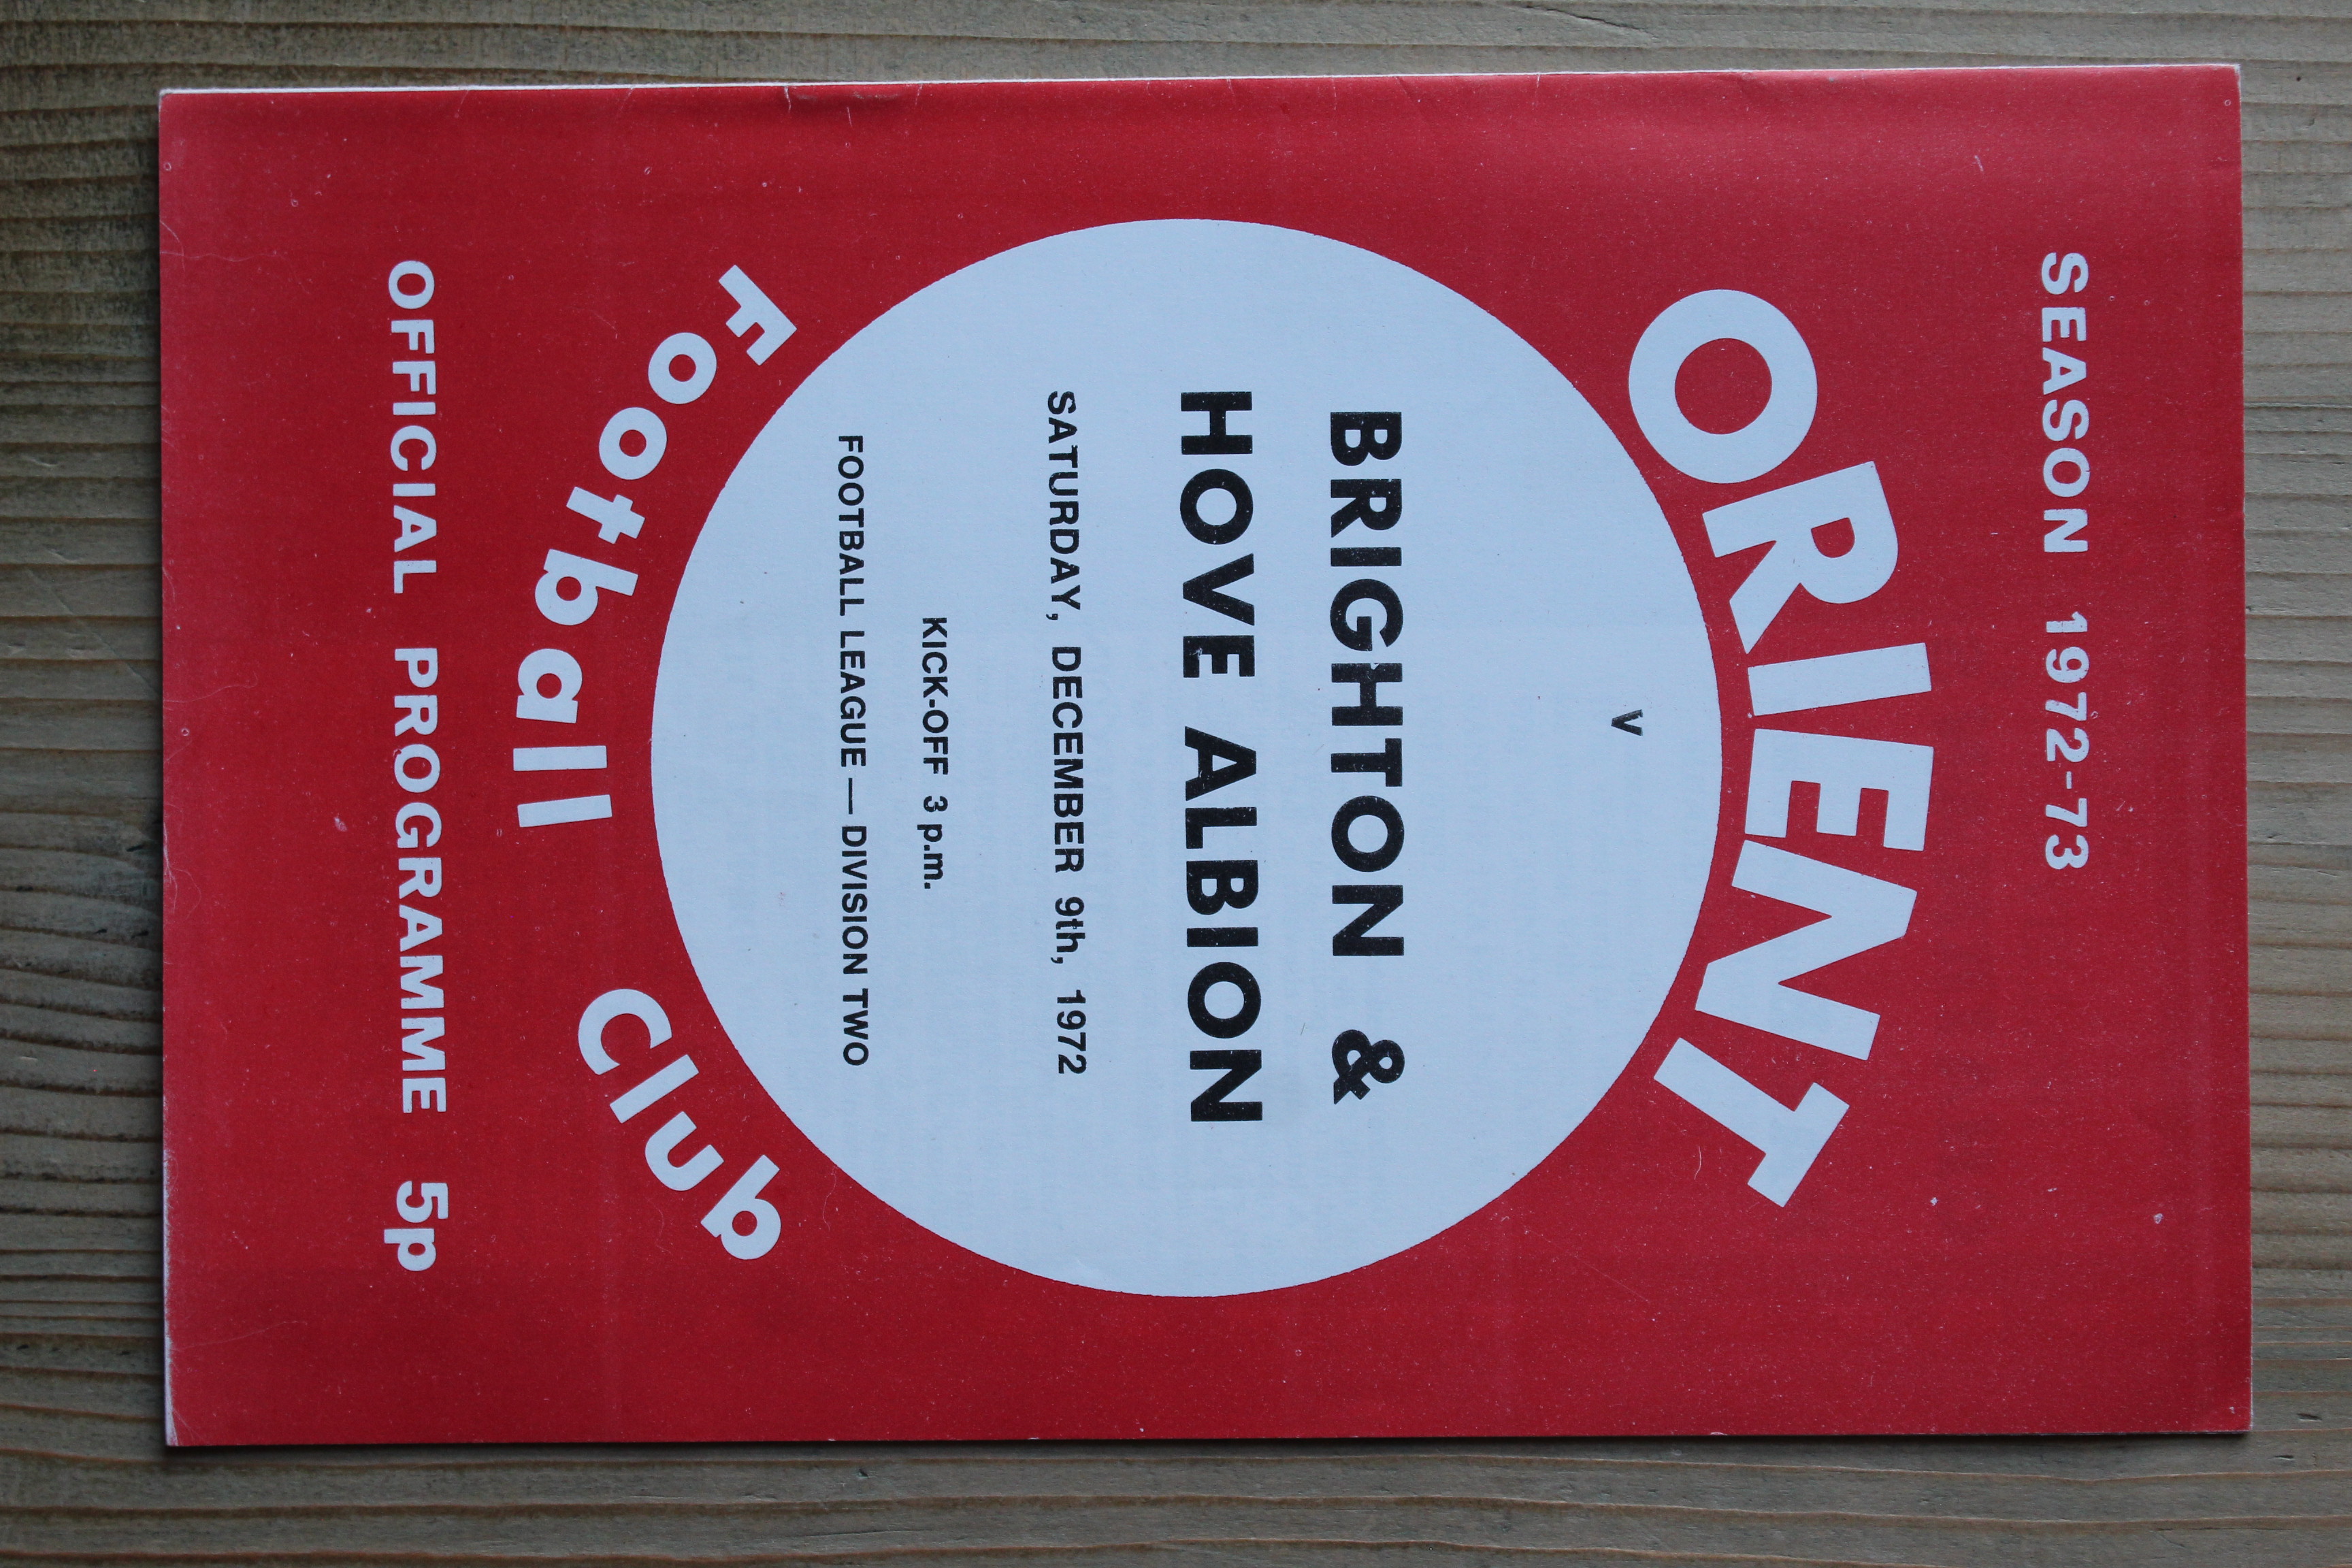 SEASON 1972-73
ORIENT
v
BRIGHTON &
HOVE ALBION
SATURDAY, DECEMBER 9th, 1972
KICK-OFF 3 p.m.
FOOTBALL LEAGUE — DIVISION TWO
Football Club
OFFICIAL PROGRAMME 5p